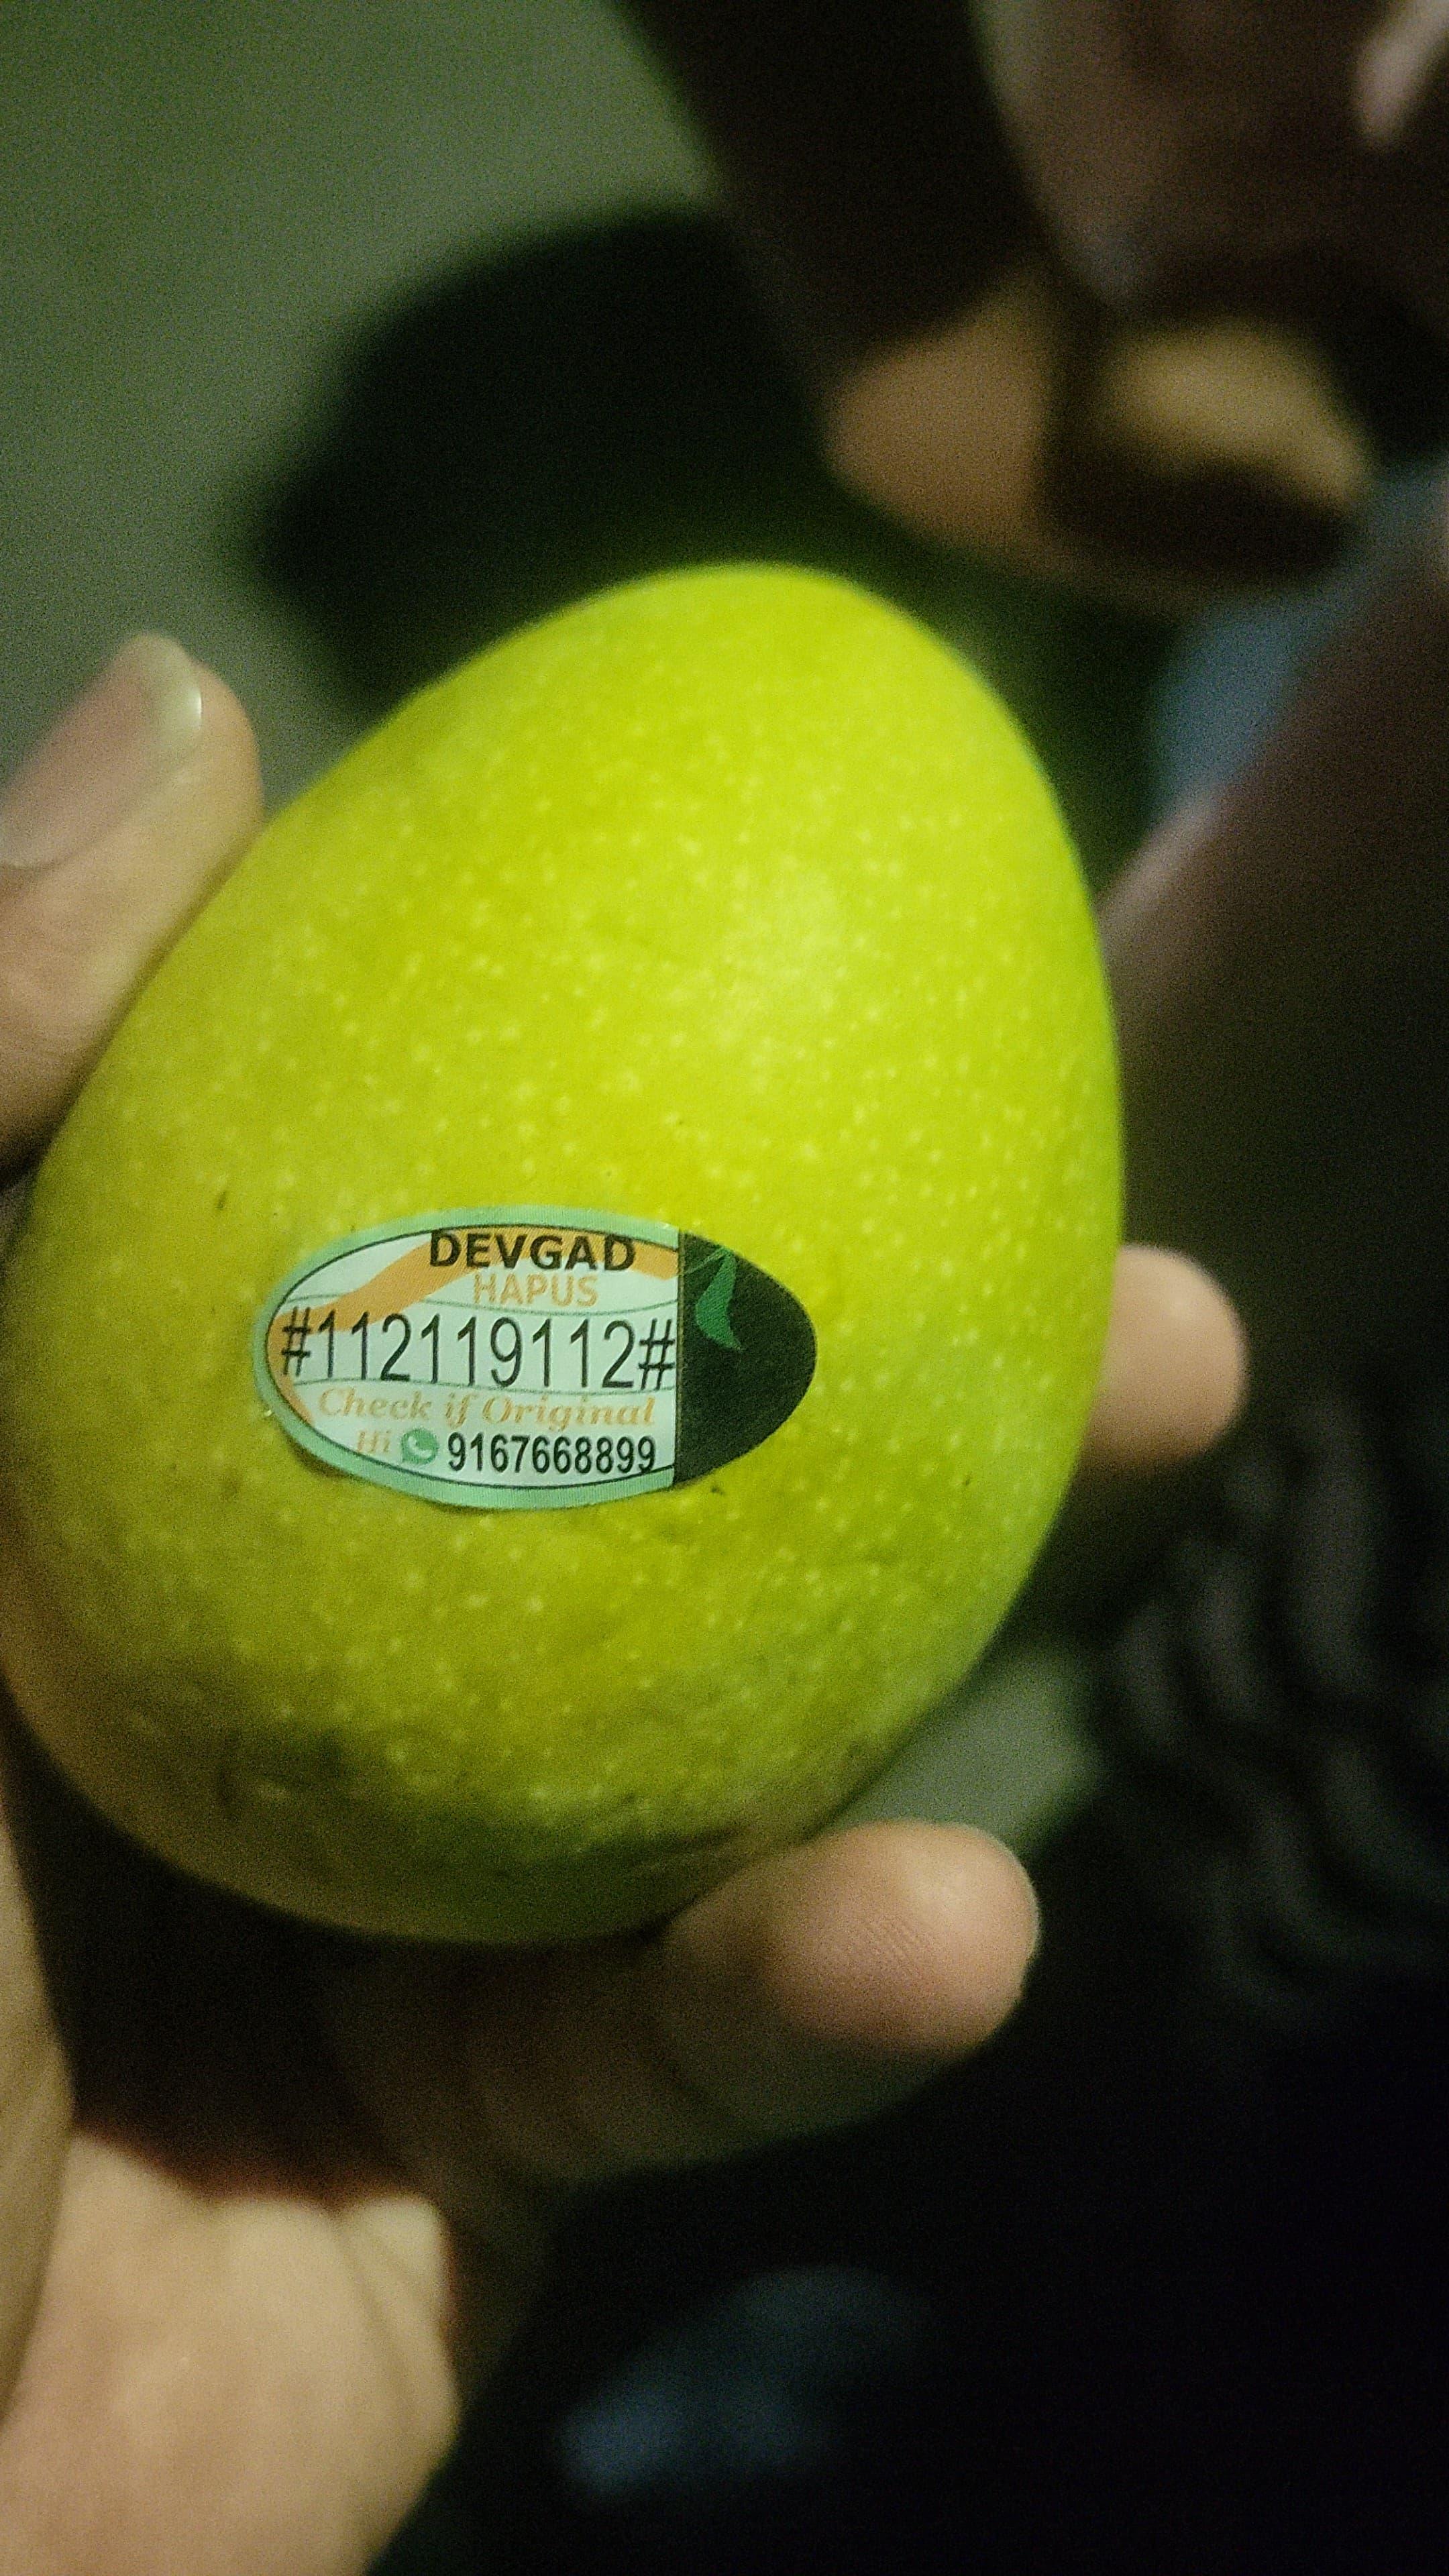 DEVGAD
HAPUS
#112119112#
Check if Original
Hi 9167668899